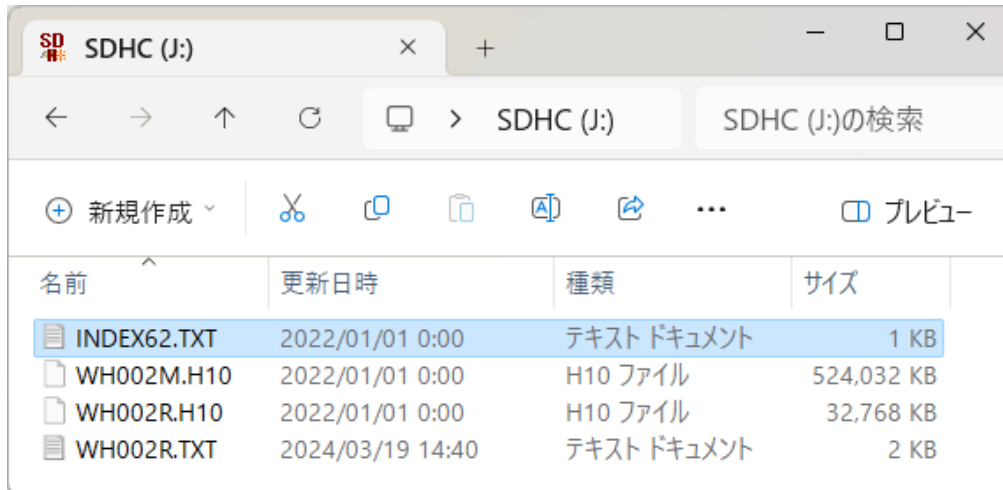 SDHC (J:)
SDHC (J:) SDHC (J:)の検索
新規作成 プレビュー
名前 更新日時 種類 サイズ
INDEX62.TXT 2022/01/01 0:00 テキスト ドキュメント 1 KB
WH002M.H10 2022/01/01 0:00 H10 ファイル 524,032 KB
WH002R.H10 2022/01/01 0:00 H10 ファイル 32,768 KB
WH002R.TXT 2024/03/19 14:40 テキスト ドキュメント 2 KB